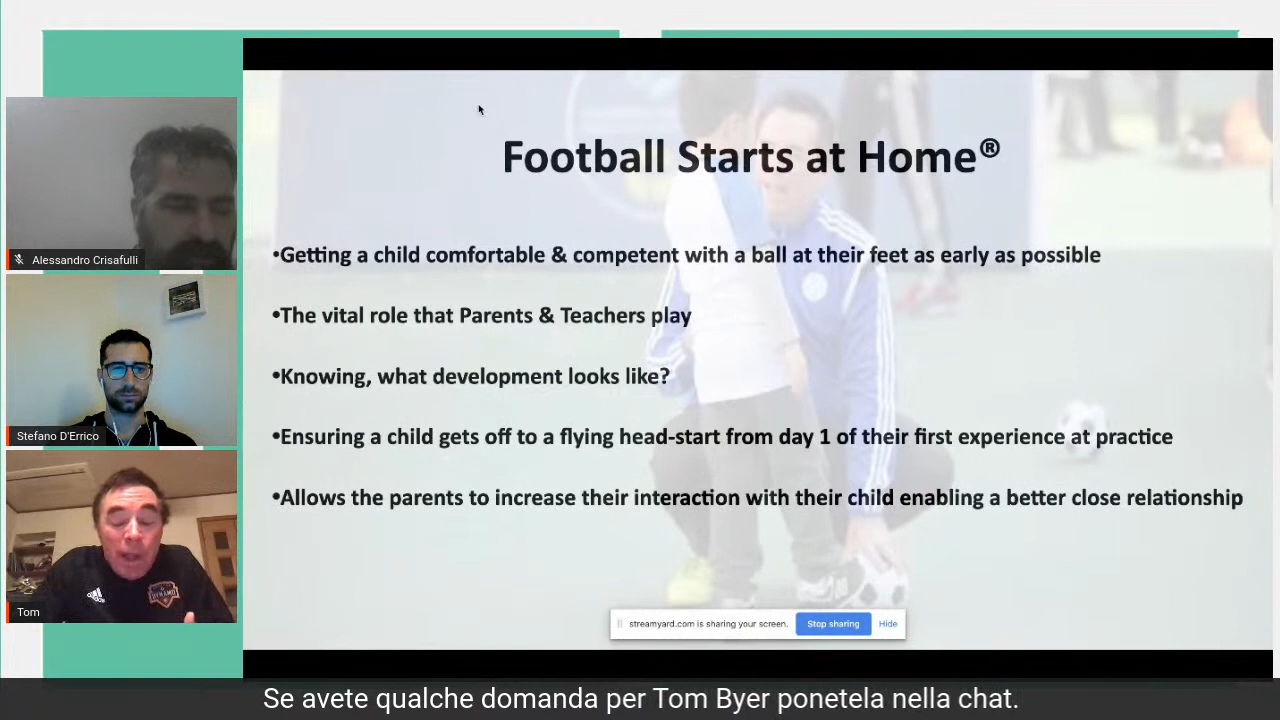 Football Starts at Home®
•Getting a child comfortable & competent with a ball at their feet as early as possible
•The vital role that Parents & Teachers play
•Knowing, what development looks like?
•Ensuring a child gets off to a flying head-start from day 1 of their first experience at practice
•Allows the parents to increase their interaction with their child enabling a better close relationship
Alessandro Crisafulli
Stefano D'Errico
DYNAMO
Tom
streamyard.com is sharing your screen. Stop sharing Hide
Se avete qualche domanda per Tom Byer ponetela nella chat.